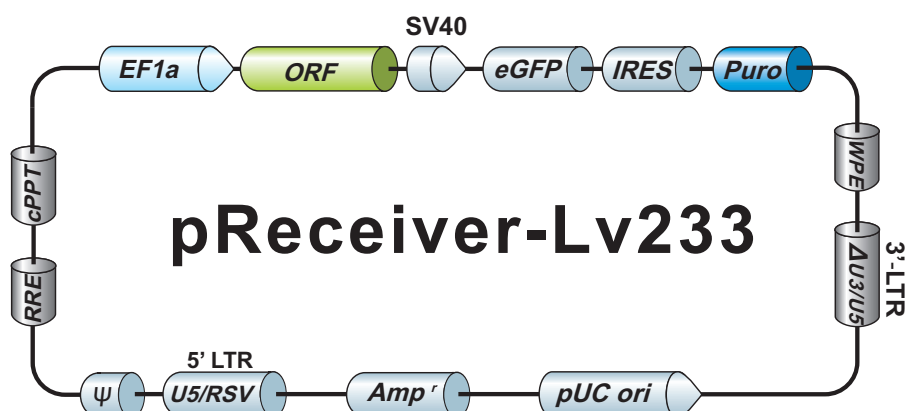 SV40
EF1a
ORF
eGFP
IRES
Puro
cPPT
WPE
pReceiver-Lv233
RRE
ΔU3/U5
3'-LTR
5' LTR
Ψ
U5/RSV
Amp r
pUC ori